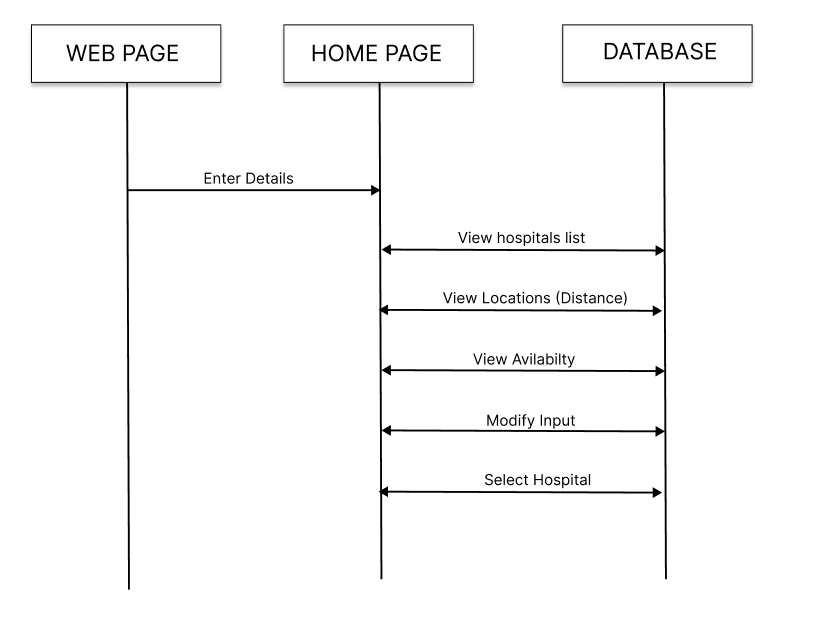 WEB PAGE
HOME PAGE
DATABASE
Enter Details
View hospitals list
View Locations (Distance)
View Avilabilty
Modify Input
Select Hospital